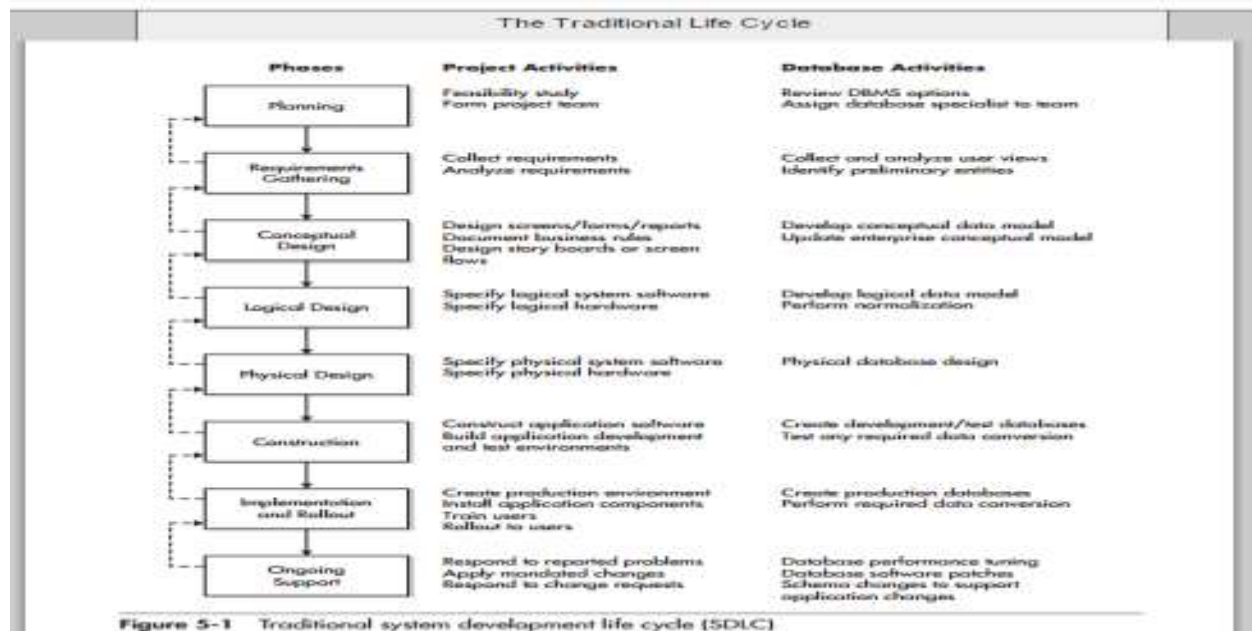 The Traditional Life Cycle
Phases Project Activities Database Activities
Planning
Feasibility study
Form project team
Review DBMS options
Assign database specialist to team
Requirements
Gathering
Collect requirements
Analyze requirements
Collect and analyze user views
Identify preliminary entities
Conceptual
Design
Design screens/forms/reports
Document business rules
Design story boards or screen
flows
Develop conceptual data model
Update enterprise conceptual model
Logical Design
Specify logical system software
Specify logical hardware
Develop logical data model
Perform normalization
Physical Design
Specify physical system software
Specify physical hardware
Physical database design
Construction
Construct application software
Build application development
and test environments
Create development/test databases
Test any required data conversion
Implementation
and Rollout
Create production environment
Install application components
Train users
Rollout to users
Create production databases
Perform required data conversion
Ongoing
Support
Respond to reported problems
Apply mandated changes
Respond to change requests
Database performance tuning
Database software patches
Schema changes to support
application changes
Figure 5-1 Traditional system development life cycle (SDLC)